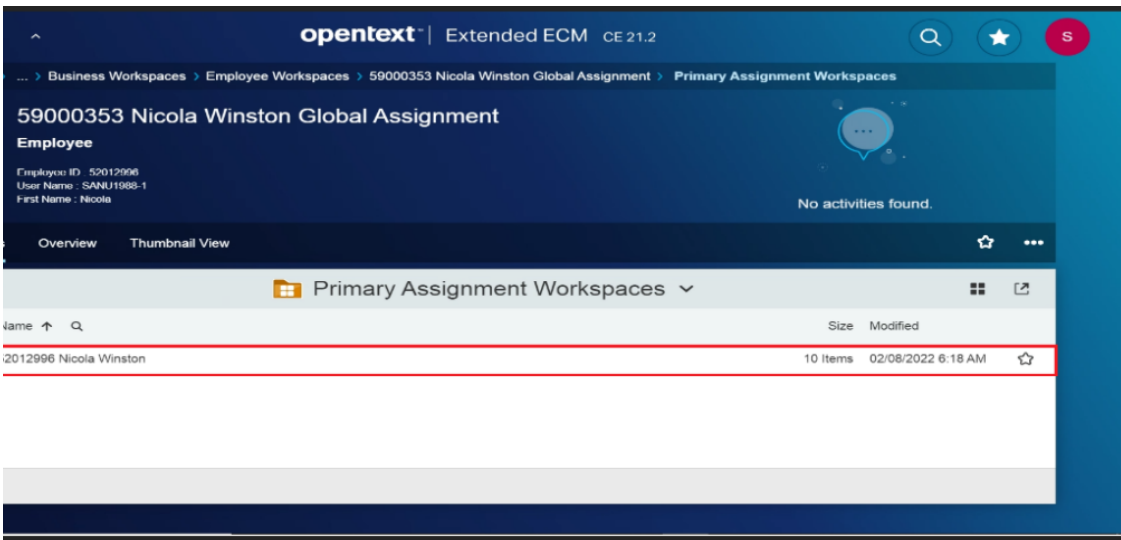 opentext™ | Extended ECM CE 21.2
S
... > Business Workspaces > Employee Workspaces > 59000353 Nicola Winston Global Assignment > Primary Assignment Workspaces
59000353 Nicola Winston Global Assignment
Employee
Employee ID : 52012996
User Name : SANU1988-1
First Name : Nicola
...
No activities found.
s Overview Thumbnail View
Primary Assignment Workspaces
Name Size Modified
52012996 Nicola Winston 10 Items 02/08/2022 6:18 AM